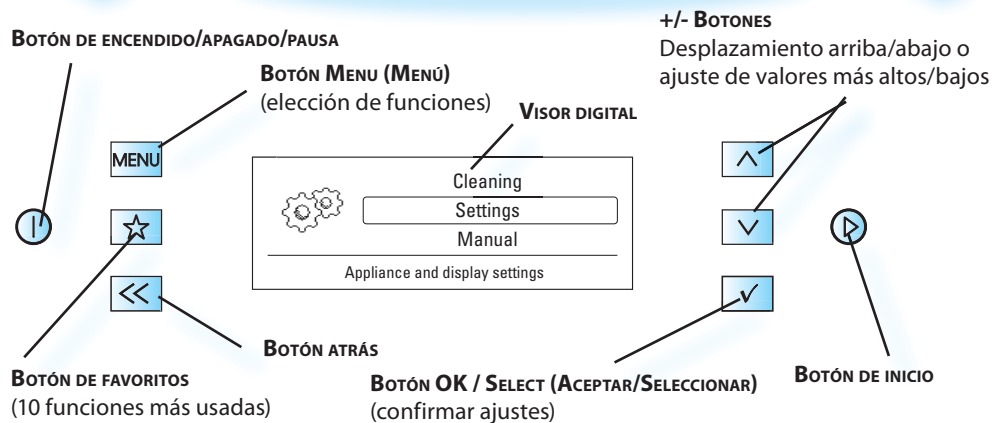 +/- Botones
Desplazamiento arriba/abajo o
ajuste de valores más altos/bajos
Botón de encendido/apagado/pausa
Botón Menu (Menú)
(elección de funciones)
Visor digital
MENU
Cleaning
Settings
Manual
Appliance and display settings
Botón atrás
Botón de favoritos
(10 funciones más usadas)
Botón OK / Select (Aceptar/Seleccionar)
(confirmar ajustes)
Botón de inicio